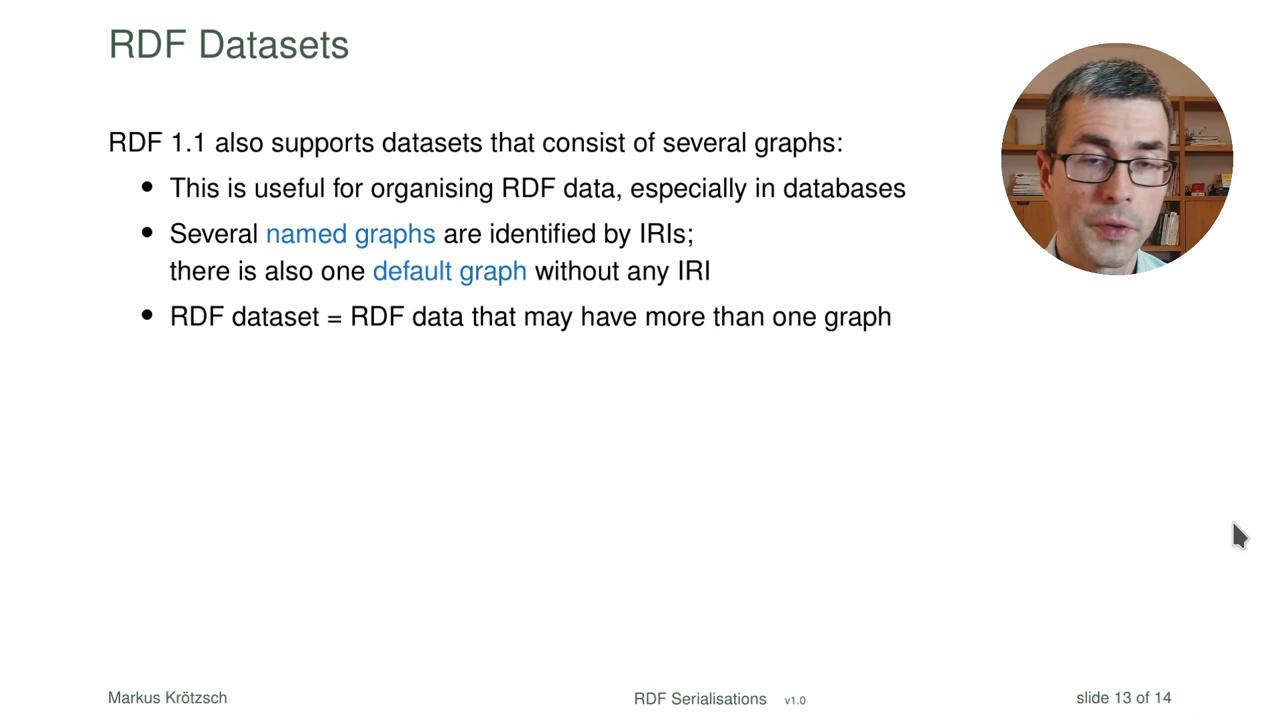 RDF Datasets
RDF 1.1 also supports datasets that consist of several graphs:
• This is useful for organising RDF data, especially in databases
• Several named graphs are identified by IRIs;
there is also one default graph without any IRI
• RDF dataset = RDF data that may have more than one graph
Markus Krötzsch RDF Serialisations v1.0 slide 13 of 14